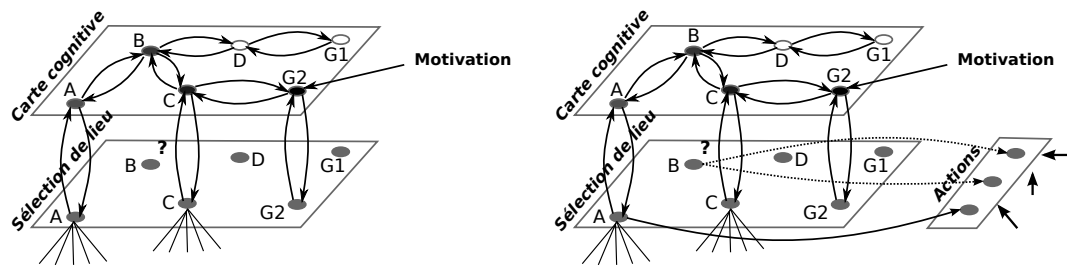 Carte cognitive
B
D
G1
A
C
G2
Motivation
Sélection de lieu
?
B
D
G1
A
C
G2
Carte cognitive
B
D
G1
A
C
G2
Motivation
Sélection de lieu
?
B
D
G1
A
C
G2
Actions